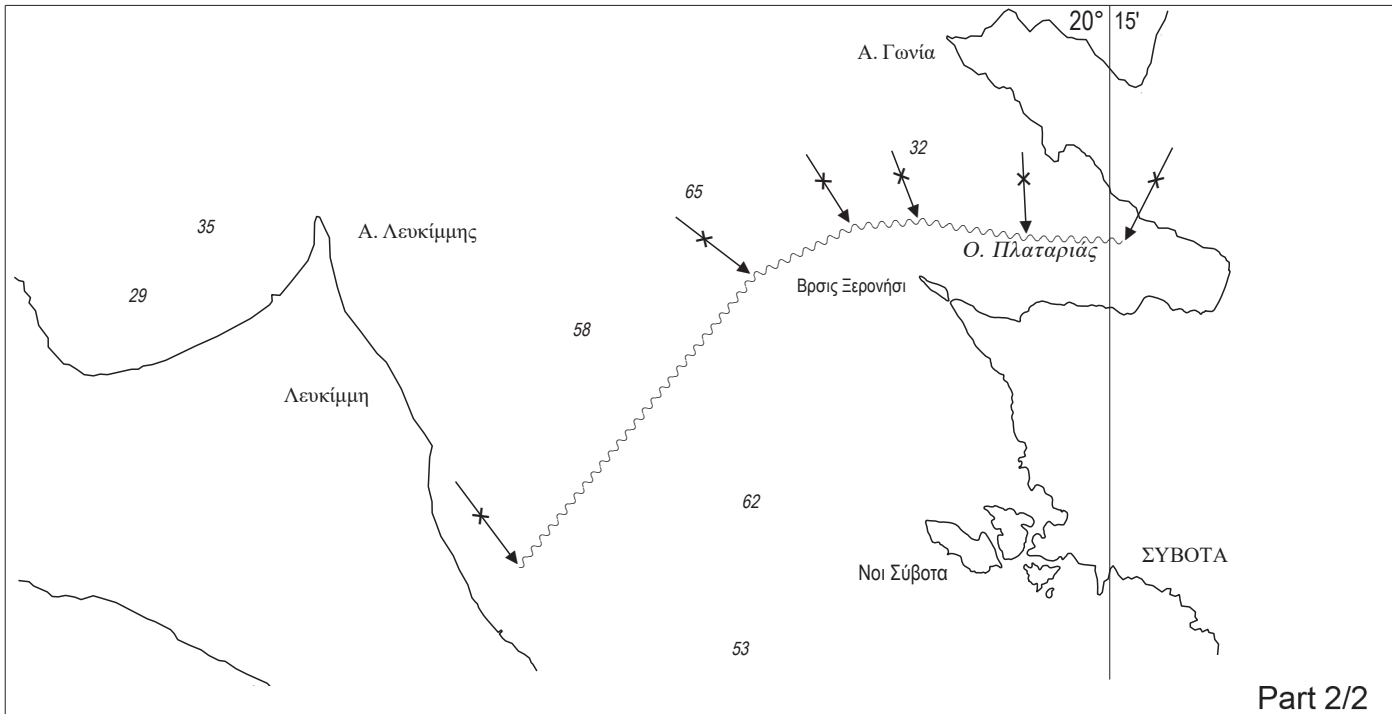 20° 15'
Α. Γωνία
32
65
35
Α. Λευκίμμης
Ο. Πλαταριάς
Βρσις Ξερονήσι
29
58
Λευκίμμη
62
ΣΥΒΟΤΑ
Νοι Σύβοτα
53
Part 2/2